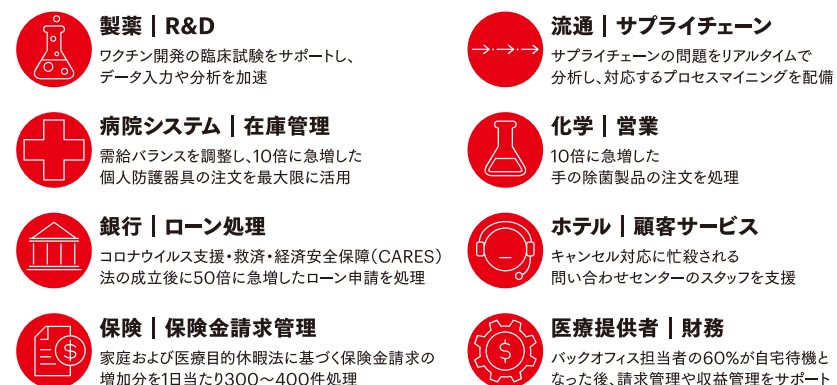 製薬 | R&D
ワクチン開発の臨床試験をサポートし、
データ入力や分析を加速
流通 | サプライチェーン
サプライチェーンの問題をリアルタイムで
分析し、対応するプロセスマイニングを配備
病院システム | 在庫管理
需給バランスを調整し、10倍に急増した
個人防護器具の注文を最大限に活用
化学 | 営業
10倍に急増した
手の除菌製品の注文を処理
銀行 | ローン処理
コロナウイルス支援・救済・経済安全保障（CARES）
法の成立後に50倍に急増したローン申請を処理
ホテル | 顧客サービス
キャンセル対応に忙殺される
問い合わせセンターのスタッフを支援
保険 | 保険金請求管理
家庭および医療目的休暇法に基づく保険金請求の
増加分を1日当たり300〜400件処理
医療提供者 | 財務
バックオフィス担当者の60%が自宅待機と
なった後、請求管理や収益管理をサポート